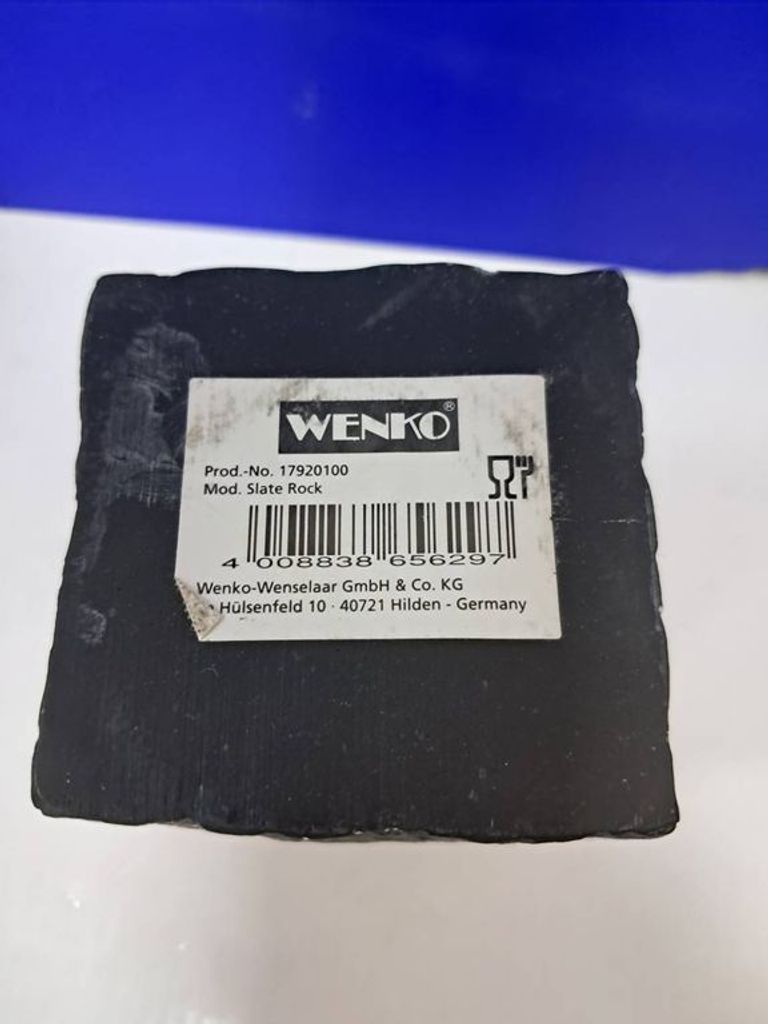 WENKO®
Prod.-No. 17920100
Mod. Slate Rock
4 008838 656297
Wenko-Wenselaar GmbH & Co. KG
Hülsenfeld 10 · 40721 Hilden - Germany